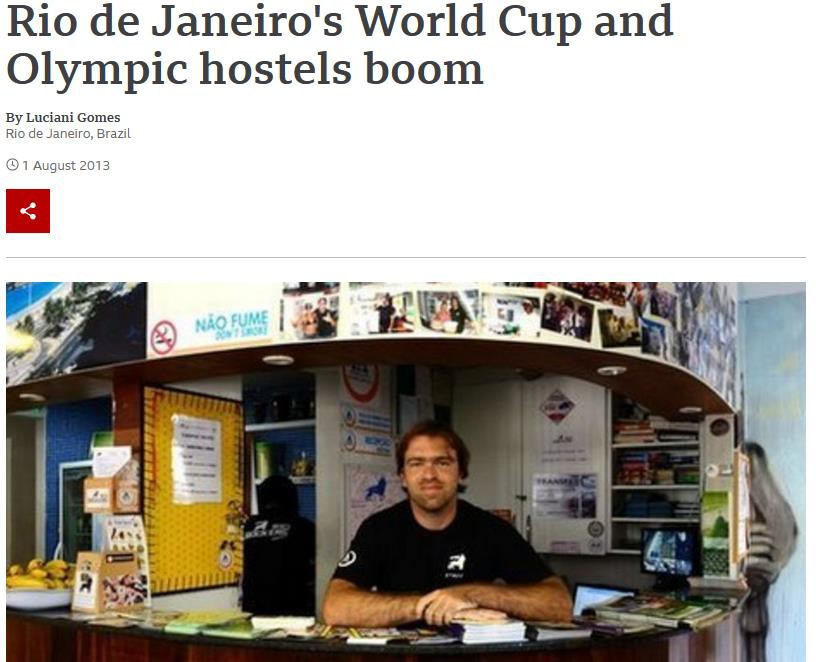 Rio de Janeiro's World Cup and
Olympic hostels boom
By Luciani Gomes
Rio de Janeiro, Brazil
1 August 2013
NÃO FUME
DON'T SMOKE